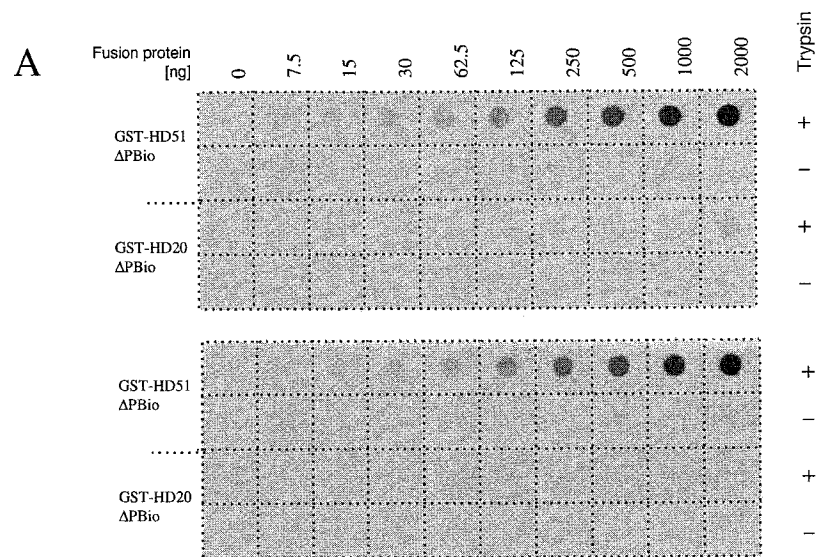 A
Fusion protein
[ng]
0 7.5 15 30 62.5 125 250 500 1000 2000
Trypsin
GST-HD51
ΔPBio
+
−
GST-HD20
ΔPBio
+
−
GST-HD51
ΔPBio
+
−
GST-HD20
ΔPBio
+
−